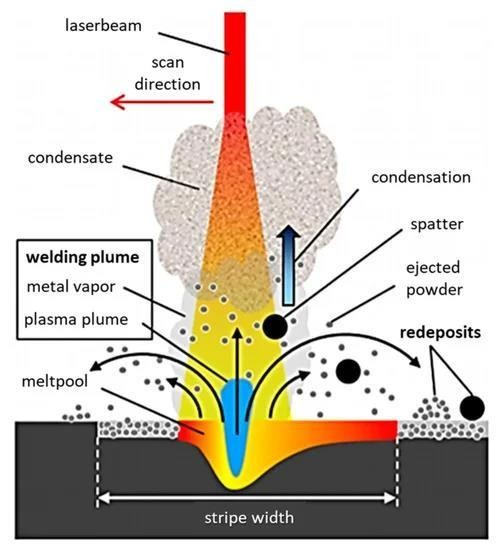 laserbeam
scan
direction
condensate
condensation
spatter
welding plume
metal vapor
plasma plume
ejected
powder
redeposits
meltpool
stripe width